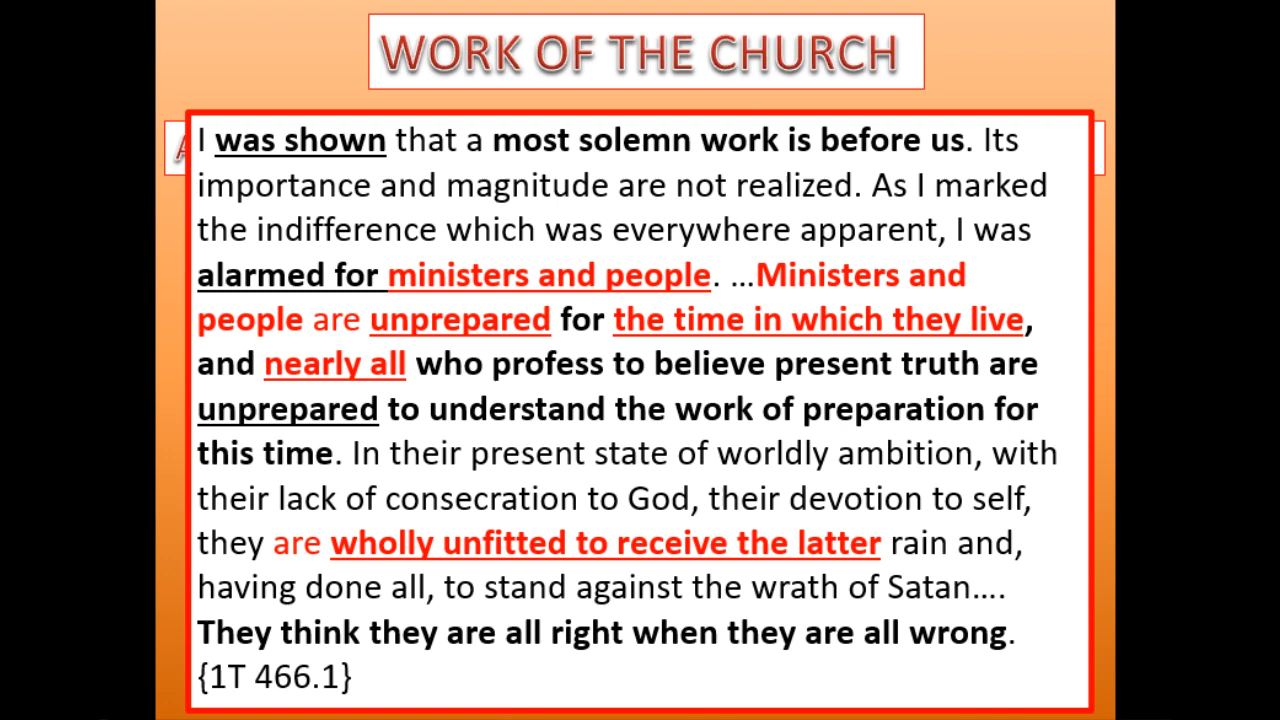 WORK OF THE CHURCH
I was shown that a most solemn work is before us. Its
importance and magnitude are not realized. As I marked
the indifference which was everywhere apparent, I was
alarmed for ministers and people. …Ministers and
people are unprepared for the time in which they live,
and nearly all who profess to believe present truth are
unprepared to understand the work of preparation for
this time. In their present state of worldly ambition, with
their lack of consecration to God, their devotion to self,
they are wholly unfitted to receive the latter rain and,
having done all, to stand against the wrath of Satan….
They think they are all right when they are all wrong.
{1T 466.1}